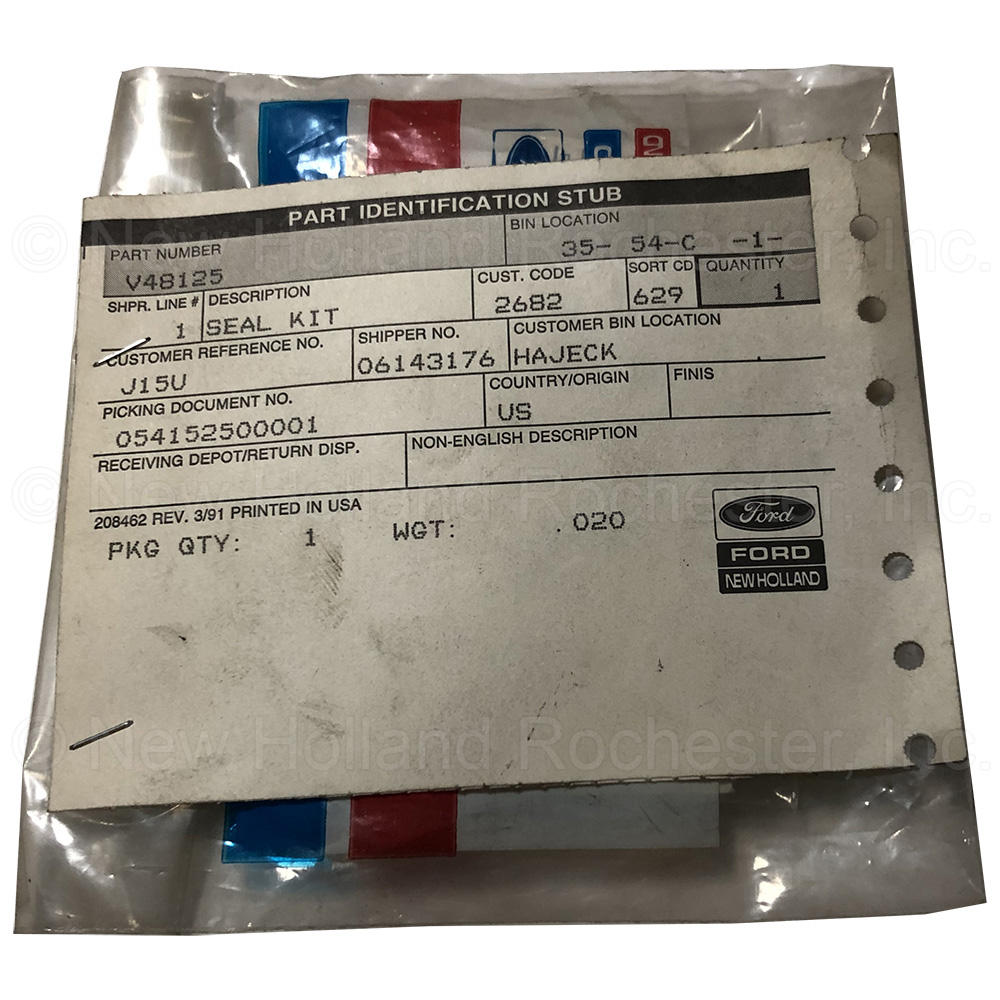 PART IDENTIFICATION STUB
PART NUMBER BIN LOCATION
V48125 35- 54-C -1-
SHPR. LINE # DESCRIPTION CUST. CODE SORT CD QUANTITY
1 SEAL KIT 2682 629 1
CUSTOMER REFERENCE NO. SHIPPER NO. CUSTOMER BIN LOCATION
J15U 06143176 HAJECK
PICKING DOCUMENT NO. COUNTRY/ORIGIN FINIS
054152500001 US
RECEIVING DEPOT/RETURN DISP. NON-ENGLISH DESCRIPTION
208462 REV. 3/91 PRINTED IN USA
PKG QTY: 1 WGT: .020
Ford
FORD
NEW HOLLAND
© New Holland Rochester, Inc.
© New Holland Rochester, Inc.
© New Holland Rochester, Inc.